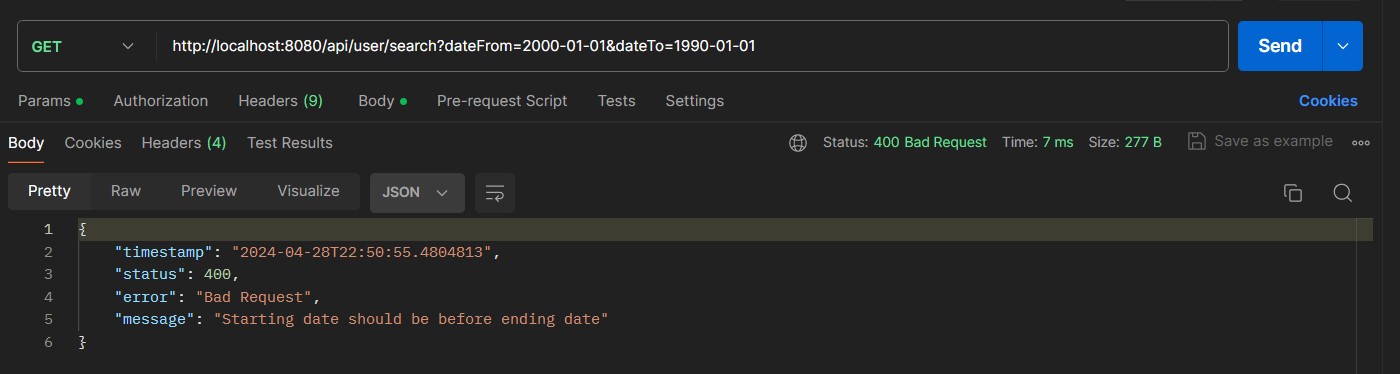 GET http://localhost:8080/api/user/search?dateFrom=2000-01-01&dateTo=1990-01-01 Send
Params Authorization Headers (9) Body Pre-request Script Tests Settings Cookies
Body Cookies Headers (4) Test Results Status: 400 Bad Request Time: 7 ms Size: 277 B Save as example
Pretty Raw Preview Visualize JSON
1 {
2 "timestamp": "2024-04-28T22:50:55.4804813",
3 "status": 400,
4 "error": "Bad Request",
5 "message": "Starting date should be before ending date"
6 }